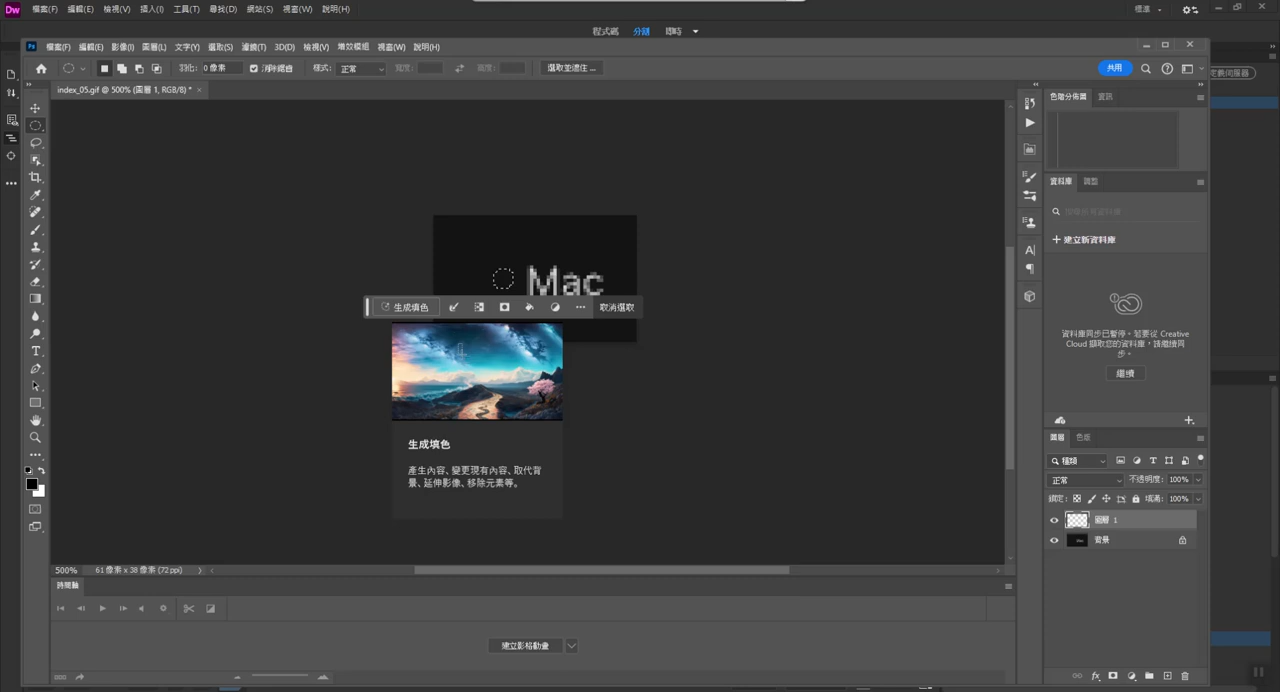 Dw 檔案(F) 編輯(E) 檢視(V) 插入(I) 工具(T) 尋找(D) 網站(S) 視窗(W) 說明(H) 標準
程式碼 分割 即時
Ps 檔案(F) 編輯(E) 影像(I) 圖層(L) 文字(Y) 選取(S) 濾鏡(T) 3D(D) 檢視(V) 增效模組 視窗(W) 說明(H)
羽化: 0 像素 消除鋸齒 樣式: 正常 寬度: 高度: 選取並遮住 ... 共用 定義伺服器
index_05.gif @ 500% (圖層 1, RGB/8) * ×
色階分佈圖 資訊
資料庫 調整
建立新資料庫
Mac
生成填色 取消選取
資料庫同步已暫停。若要從 Creative
Cloud 擷取您的資料庫，請繼續同
步。
繼續
生成填色
產生內容、變更現有內容、取代背
景、延伸影像、移除元素等。
圖層 色版
種類
正常 不透明度: 100%
鎖定: 填滿: 100%
圖層 1
背景
500% 61 像素 x 38 像素 (72 ppi)
時間軸
建立影格動畫